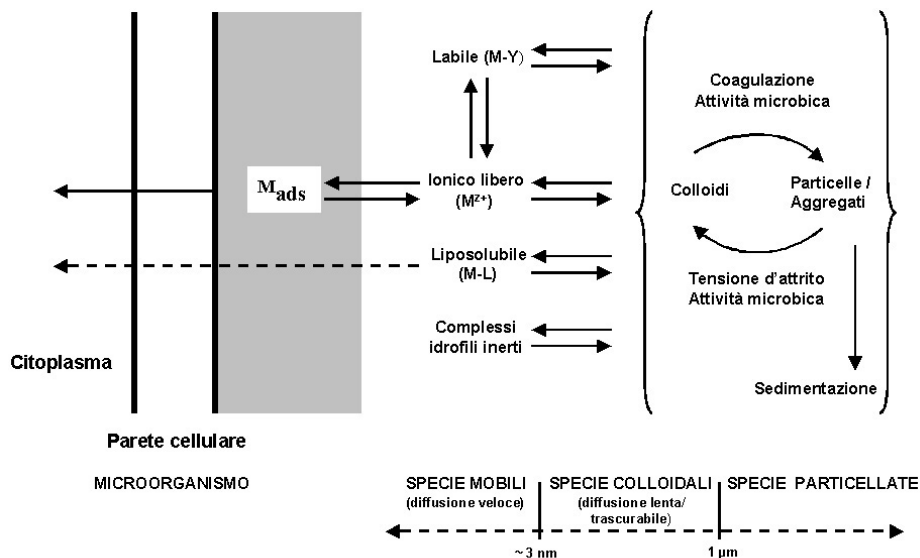 Labile (M-Y)
Coagulazione
Attività microbica
M ads
Ionico libero
(M^z+)
Colloidi
Particelle /
Aggregati
Liposolubile
(M-L)
Tensione d'attrito
Attività microbica
Complessi
idrofili inerti
Citoplasma
Sedimentazione
Parete cellulare
MICROORGANISMO
SPECIE MOBILI
(diffusione veloce)
SPECIE COLLOIDALI
(diffusione lenta/
trascurabile)
SPECIE PARTICELLATE
~ 3 nm
1 µm